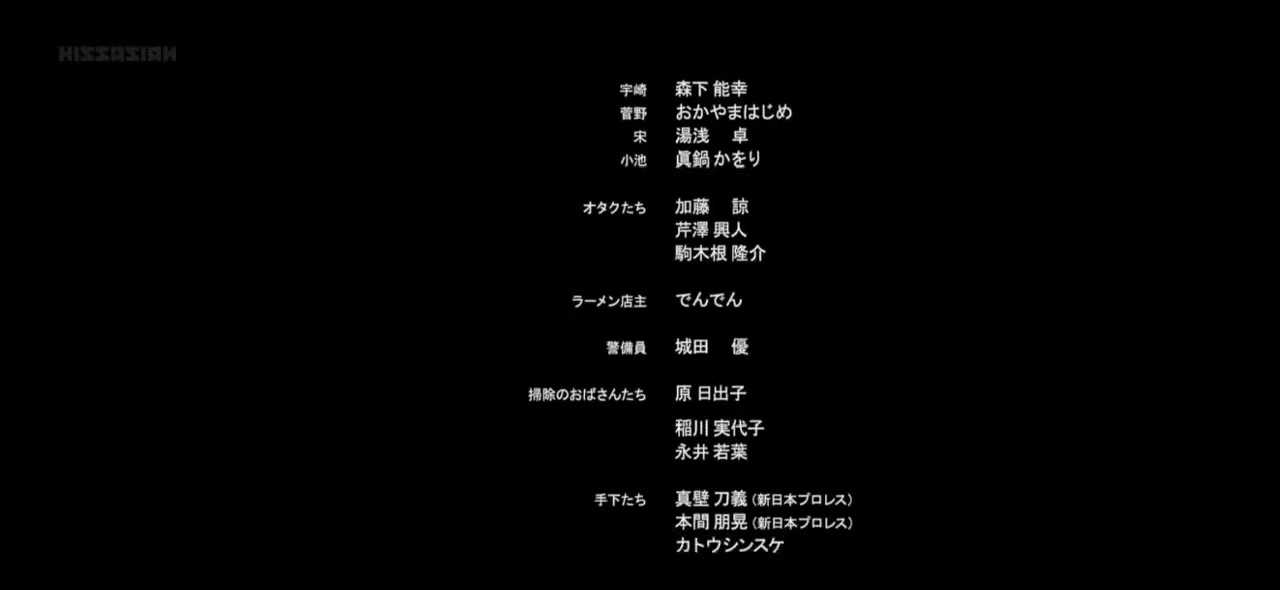 KISSASIAN
宇崎 森下 能幸
菅野 おかやまはじめ
宋 湯浅 卓
小池 眞鍋 かをり
オタクたち 加藤 諒
芹澤 興人
駒木根 隆介
ラーメン店主 でんでん
警備員 城田 優
掃除のおばさんたち 原 日出子
稲川 実代子
永井 若葉
手下たち 真壁 刀義（新日本プロレス）
本間 朋晃（新日本プロレス）
カトウシンスケ